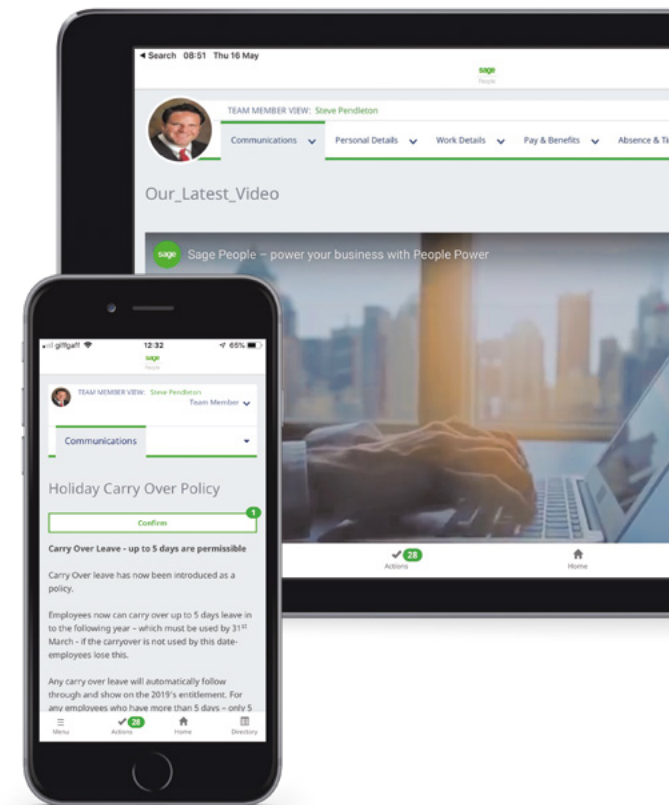 Search 08:51 Thu 16 May
sage
People
TEAM MEMBER VIEW: Steve Pendleton
Communications Personal Details Work Details Pay & Benefits Absence & Ti
Our_Latest_Video
sage Sage People – power your business with People Power
28
Actions Home
giffgaff 12:32 65%
sage
People
TEAM MEMBER VIEW: Steve Pendleton
Team Member
Communications
Holiday Carry Over Policy
1
Confirm
Carry Over Leave - up to 5 days are permissible
Carry Over leave has now been introduced as a
policy.
Employees now can carry over up to 5 days leave in
to the following year – which must be used by 31st
March - if the carryover is not used by this date-
employees lose this.
Any carry over leave will automatically follow
through and show on the 2019's entitlement. For
any employees who have more than 5 days – only 5
28
Menu Actions Home Directory